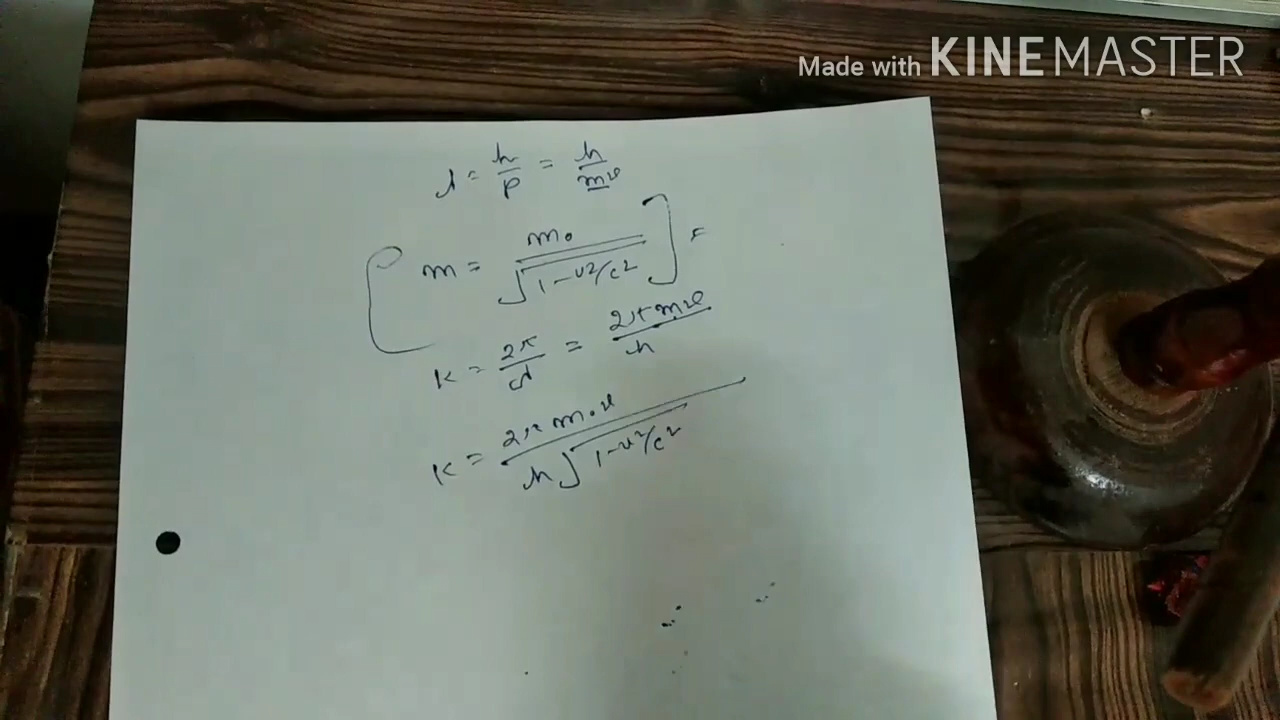 Made with KINEMASTER
λ = h/p = h/mv
[ m = m₀/√(1-v²/c²) ] =
K = 2π/λ = 2πmv/h
K = 2πm₀v/h√(1-v²/c²)